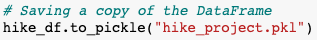 # Saving a copy of the DataFrame
hike_df.to_pickle("hike_project.pkl")